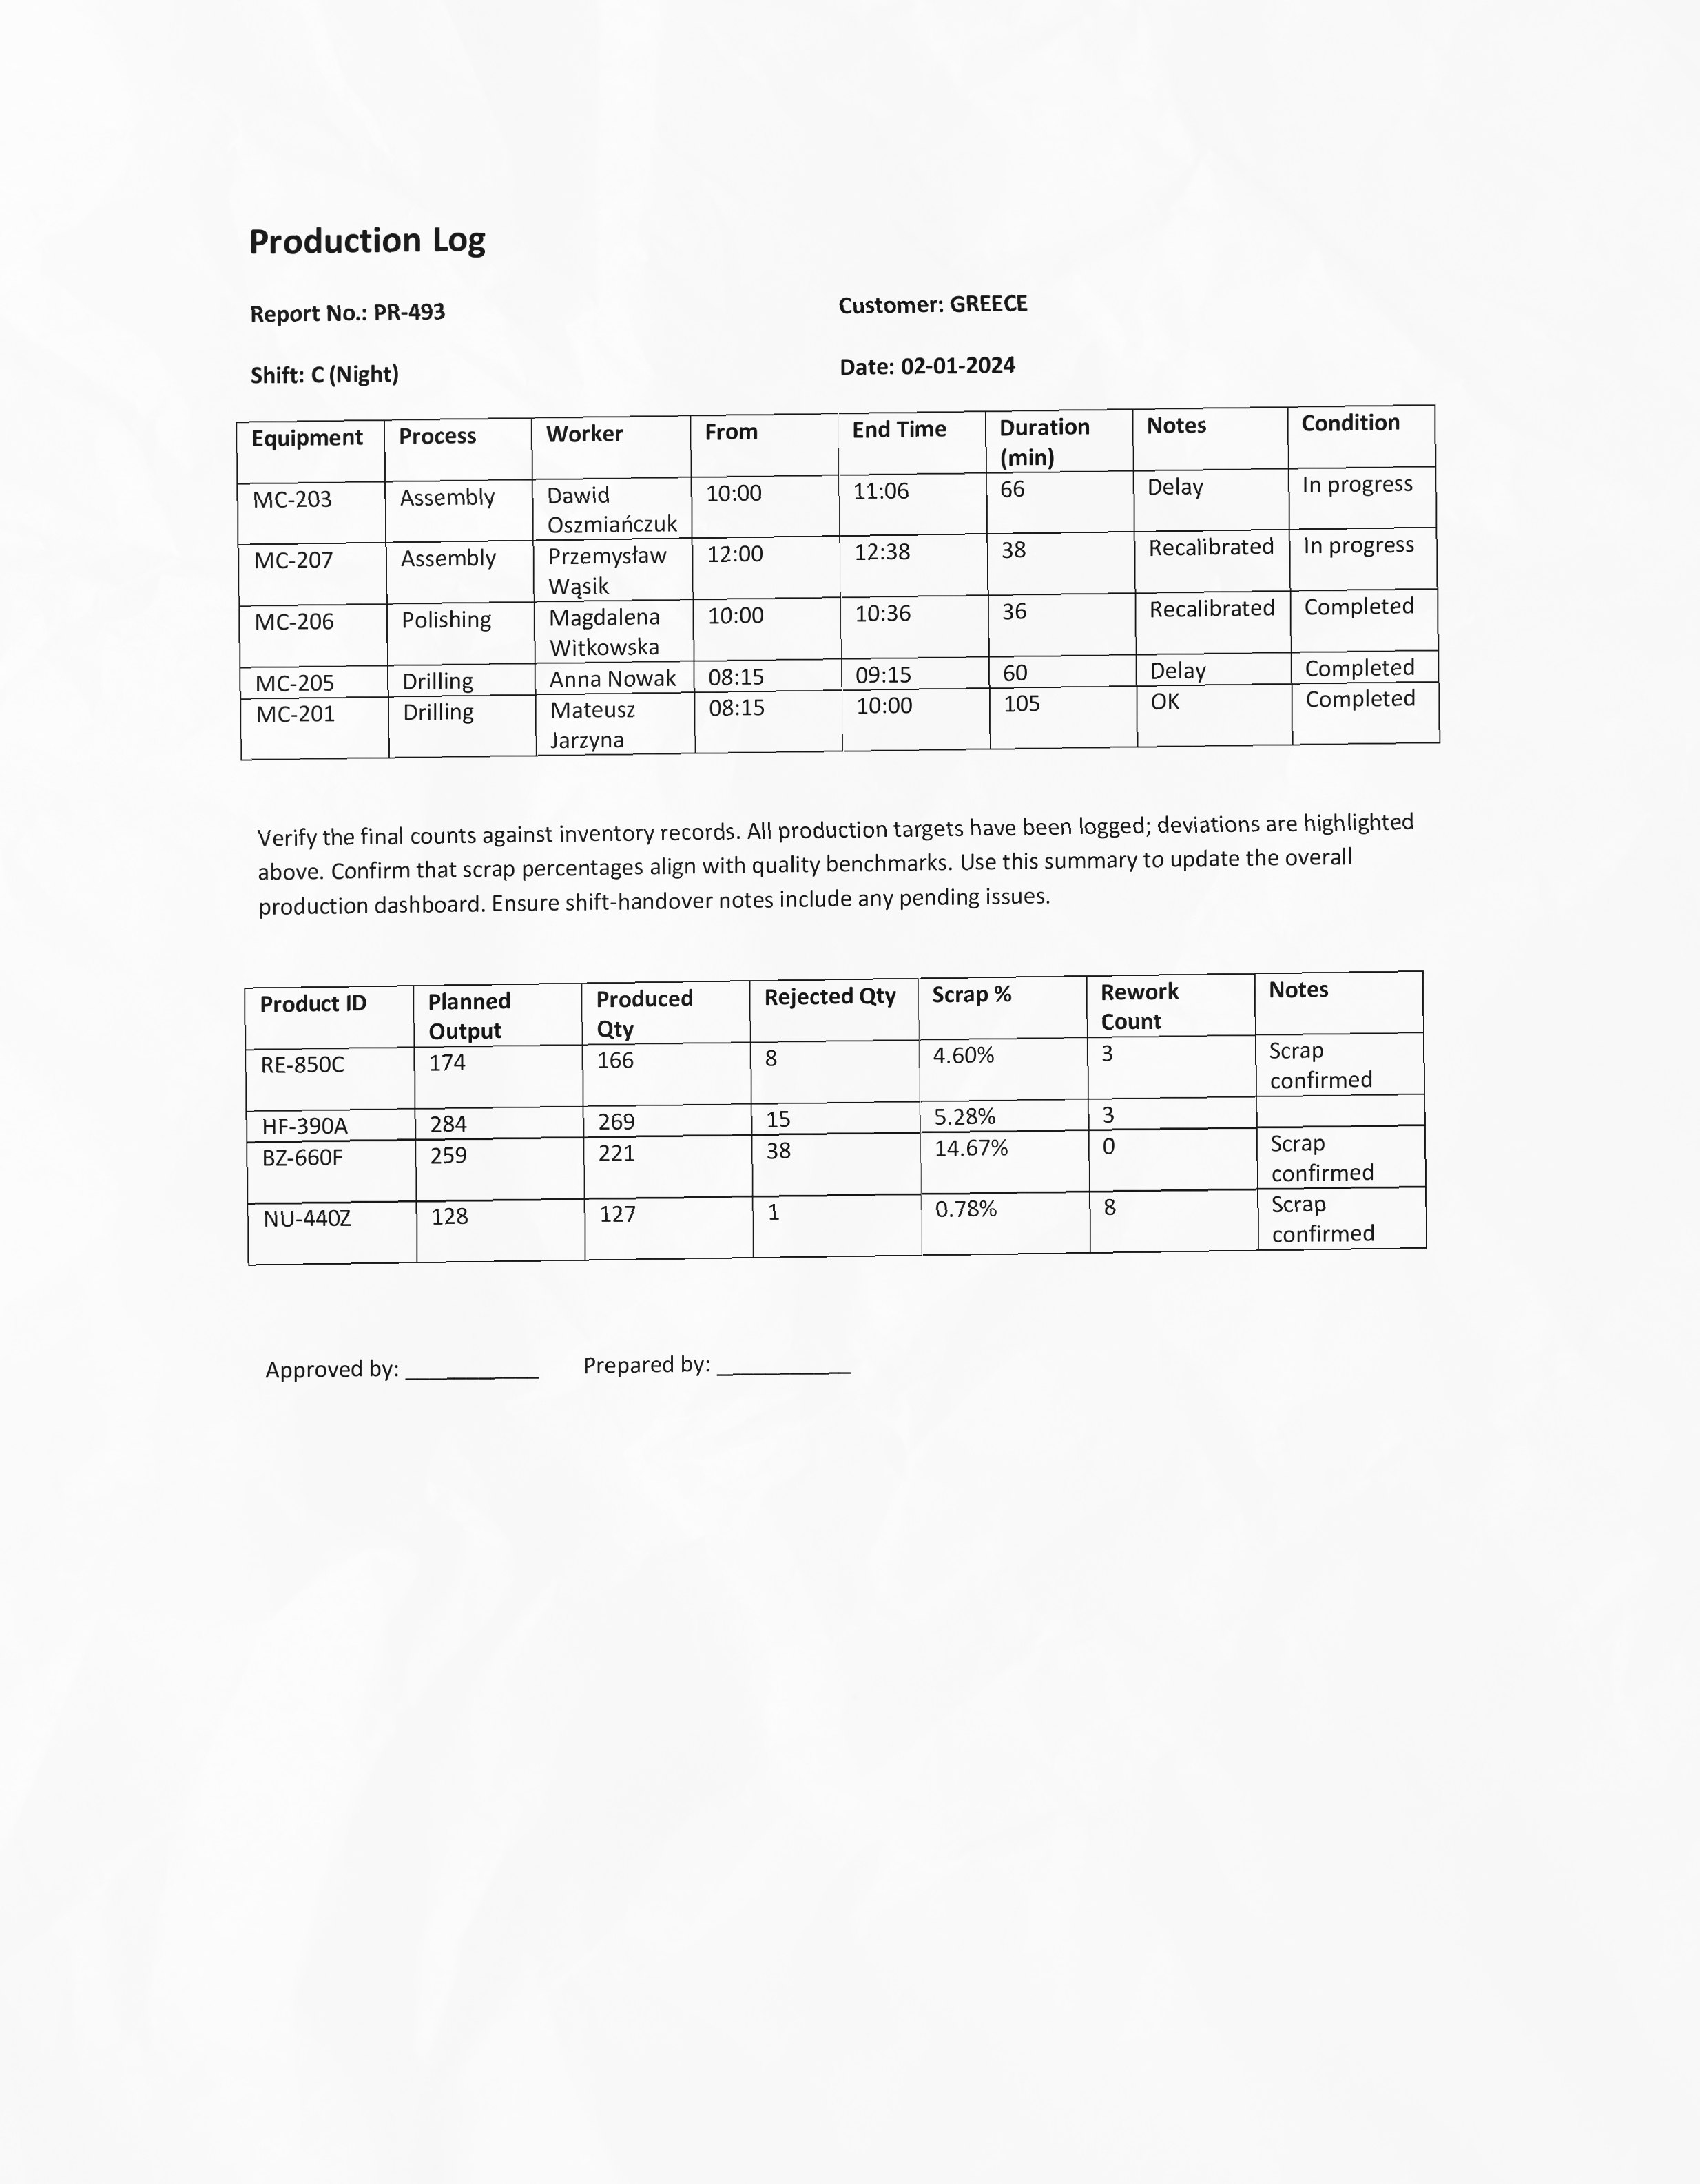 Production Log
Report No.: PR-493
Customer: GREECE
Shift: C (Night)
Date: 02-01-2024
Equipment Process Worker From End Time Duration (min) Notes Condition
MC-203 Assembly Dawid Oszmiańczuk 10:00 11:06 66 Delay In progress
MC-207 Assembly Przemysław Wąsik 12:00 12:38 38 Recalibrated In progress
MC-206 Polishing Magdalena Witkowska 10:00 10:36 36 Recalibrated Completed
MC-205 Drilling Anna Nowak 08:15 09:15 60 Delay Completed
MC-201 Drilling Mateusz Jarzyna 08:15 10:00 105 OK Completed
Verify the final counts against inventory records. All production targets have been logged; deviations are highlighted
above. Confirm that scrap percentages align with quality benchmarks. Use this summary to update the overall
production dashboard. Ensure shift-handover notes include any pending issues.
Product ID Planned Output Produced Qty Rejected Qty Scrap % Rework Count Notes
RE-850C 174 166 8 4.60% 3 Scrap confirmed
HF-390A 284 269 15 5.28% 3
BZ-660F 259 221 38 14.67% 0 Scrap confirmed
NU-440Z 128 127 1 0.78% 8 Scrap confirmed
Approved by: ___________ Prepared by: ___________